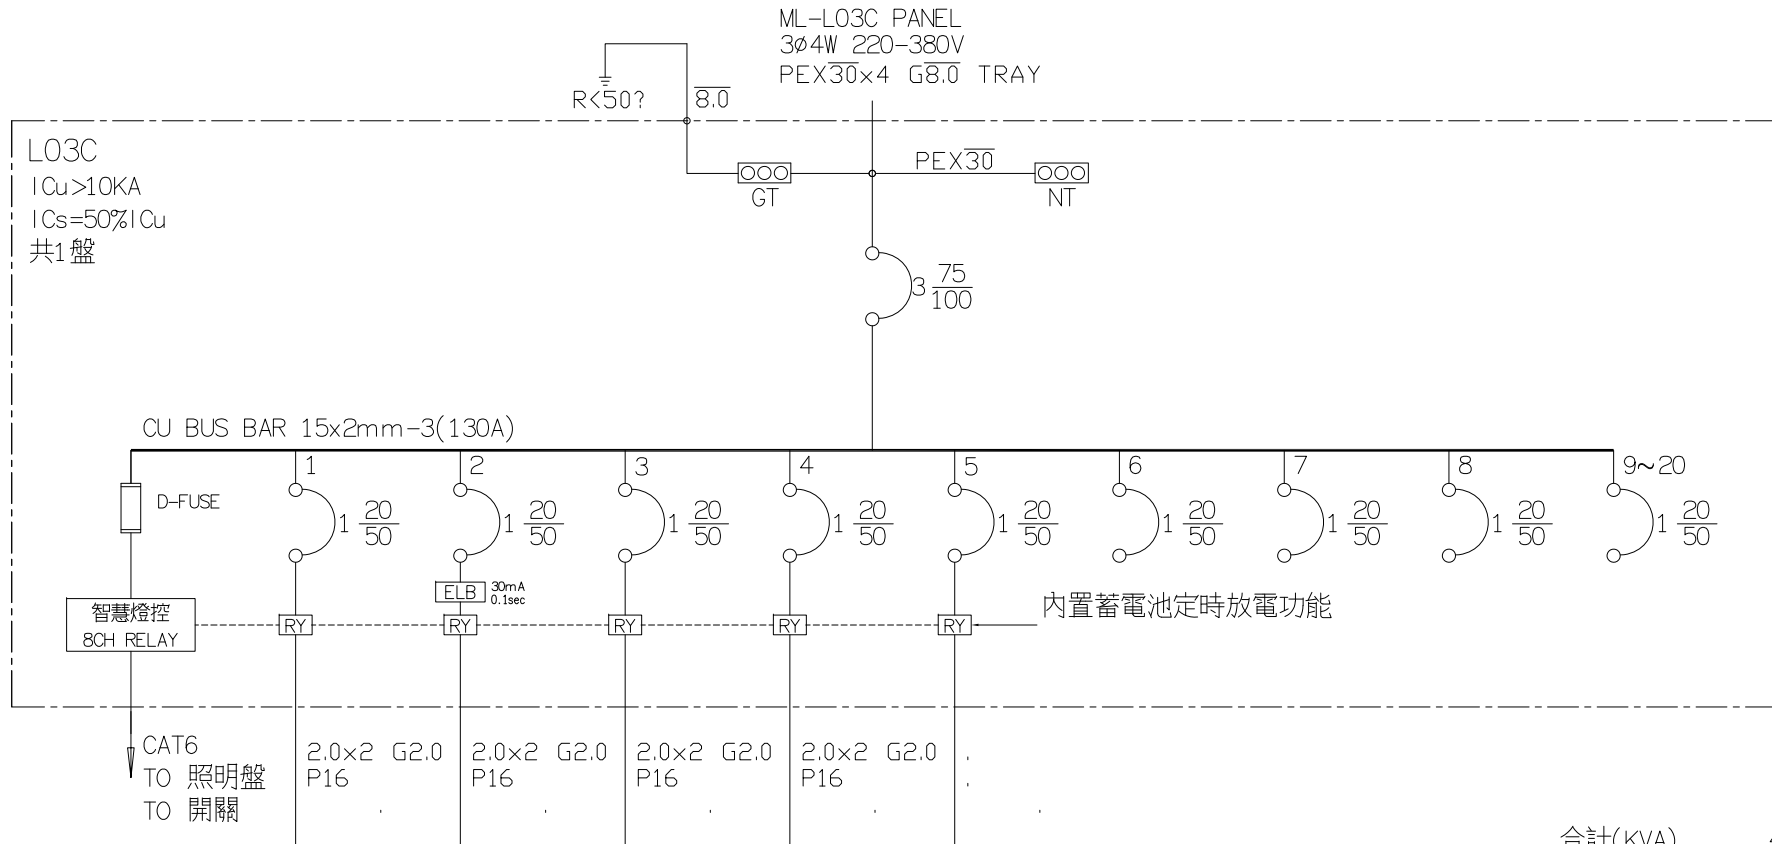 ML-L03C PANEL
3ø4W 220-380V
PEX30x4 G8.0 TRAY
R<50?
8.0
L03C
ICu>10KA
ICs=50%ICu
共1盤
GT
PEX30
NT
3 75
100
CU BUS BAR 15x2mm-3(130A)
1
2
3
4
5
6
7
8
9~20
D-FUSE
1 20
50
1 20
50
1 20
50
1 20
50
1 20
50
1 20
50
1 20
50
1 20
50
1 20
50
ELB
30mA
0.1sec
智慧燈控
8CH RELAY
RY
RY
RY
RY
RY
內置蓄電池定時放電功能
CAT6
TO 照明盤
TO 開關
2.0x2 G2.0
P16
2.0x2 G2.0
P16
2.0x2 G2.0
P16
2.0x2 G2.0
P16
合計(KVA)